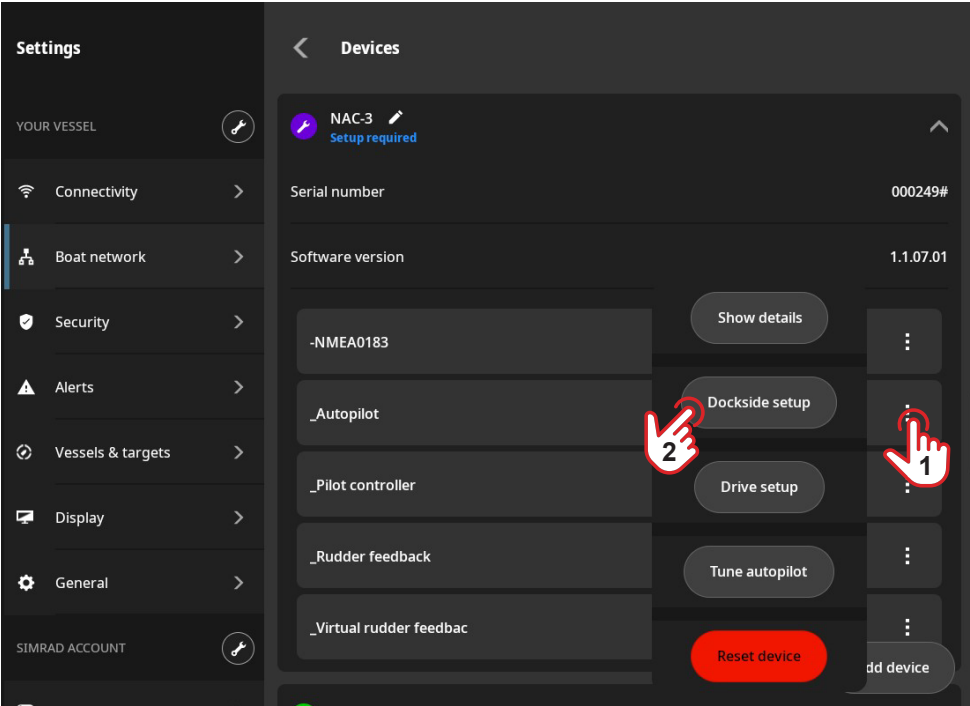 Settings
Devices
YOUR VESSEL
NAC-3
Setup required
Connectivity
Serial number
000249#
Boat network
Software version
1.1.07.01
Security
-NMEA0183
Show details
Alerts
_Autopilot
Dockside setup
2
1
Vessels & targets
_Pilot controller
Drive setup
Display
_Rudder feedback
Tune autopilot
General
_Virtual rudder feedbac
SIMRAD ACCOUNT
Reset device
dd device